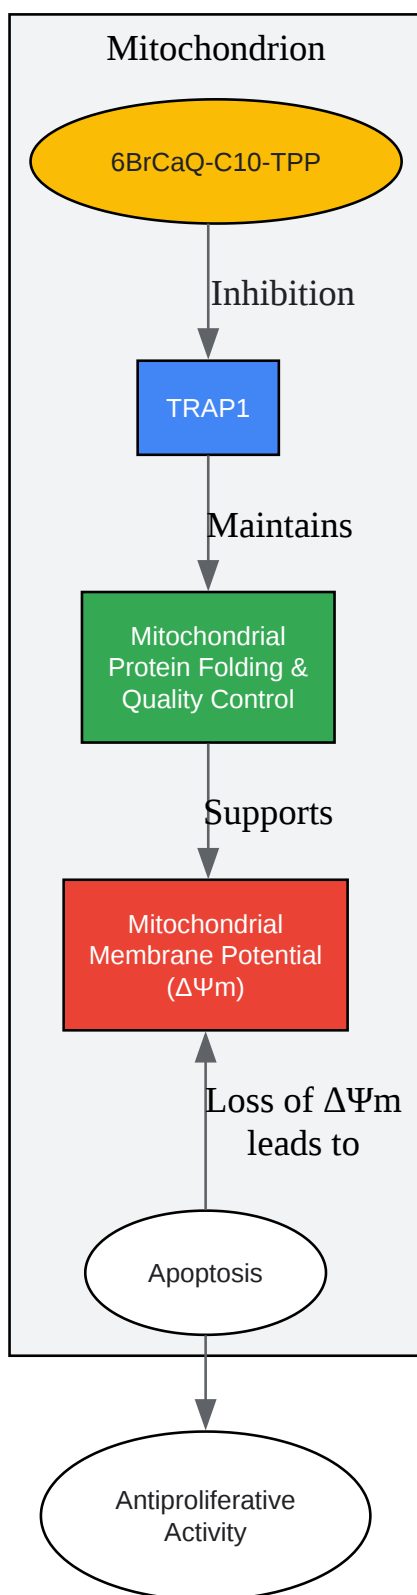 Mitochondrion
6BrCaQ-C10-TPP
Inhibition
TRAP1
Maintains
Mitochondrial
Protein Folding &
Quality Control
Supports
Mitochondrial
Membrane Potential
(ΔΨm)
Loss of ΔΨm
leads to
Apoptosis
Antiproliferative
Activity